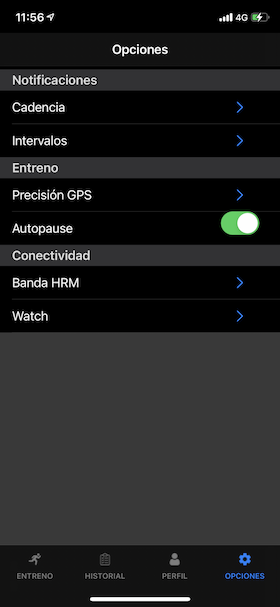 11:56
4G
Opciones
Notificaciones
Cadencia
Intervalos
Entreno
Precisión GPS
Autopause
Conectividad
Banda HRM
Watch
ENTRENO HISTORIAL PERFIL OPCIONES